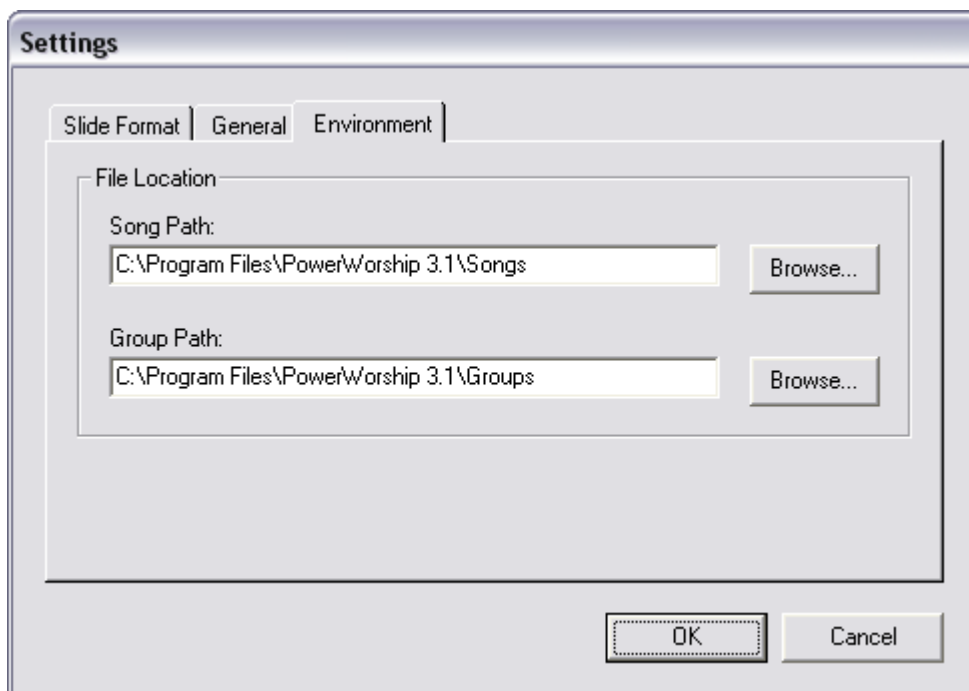 Settings
Slide Format General Environment
File Location
Song Path:
C:\Program Files\PowerWorship 3.1\Songs Browse...
Group Path:
C:\Program Files\PowerWorship 3.1\Groups Browse...
OK Cancel